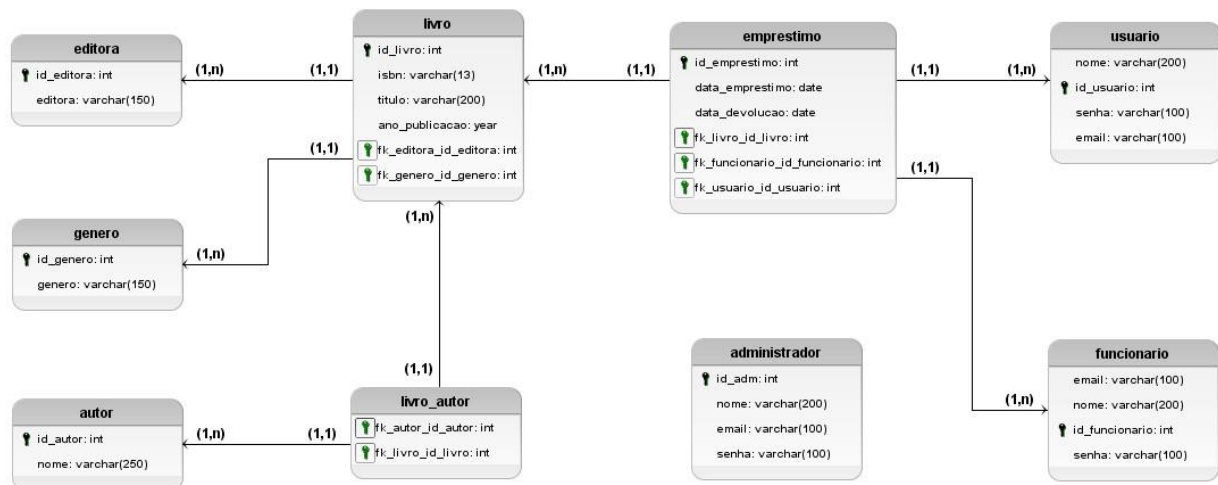 editora
id_editora: int
editora: varchar(150)
(1,n)
(1,1)
livro
id_livro: int
isbn: varchar(13)
titulo: varchar(200)
ano_publicacao: year
fk_editora_id_editora: int
fk_genero_id_genero: int
(1,n)
(1,1)
emprestimo
id_emprestimo: int
data_emprestimo: date
data_devolucao: date
fk_livro_id_livro: int
fk_funcionario_id_funcionario: int
fk_usuario_id_usuario: int
(1,1)
(1,n)
usuario
nome: varchar(200)
id_usuario: int
senha: varchar(100)
email: varchar(100)
(1,1)
(1,1)
(1,n)
genero
id_genero: int
genero: varchar(150)
(1,n)
(1,1)
autor
id_autor: int
nome: varchar(250)
(1,n)
(1,1)
livro_autor
fk_autor_id_autor: int
fk_livro_id_livro: int
administrador
id_adm: int
nome: varchar(200)
email: varchar(100)
senha: varchar(100)
(1,n)
funcionario
email: varchar(100)
nome: varchar(200)
id_funcionario: int
senha: varchar(100)